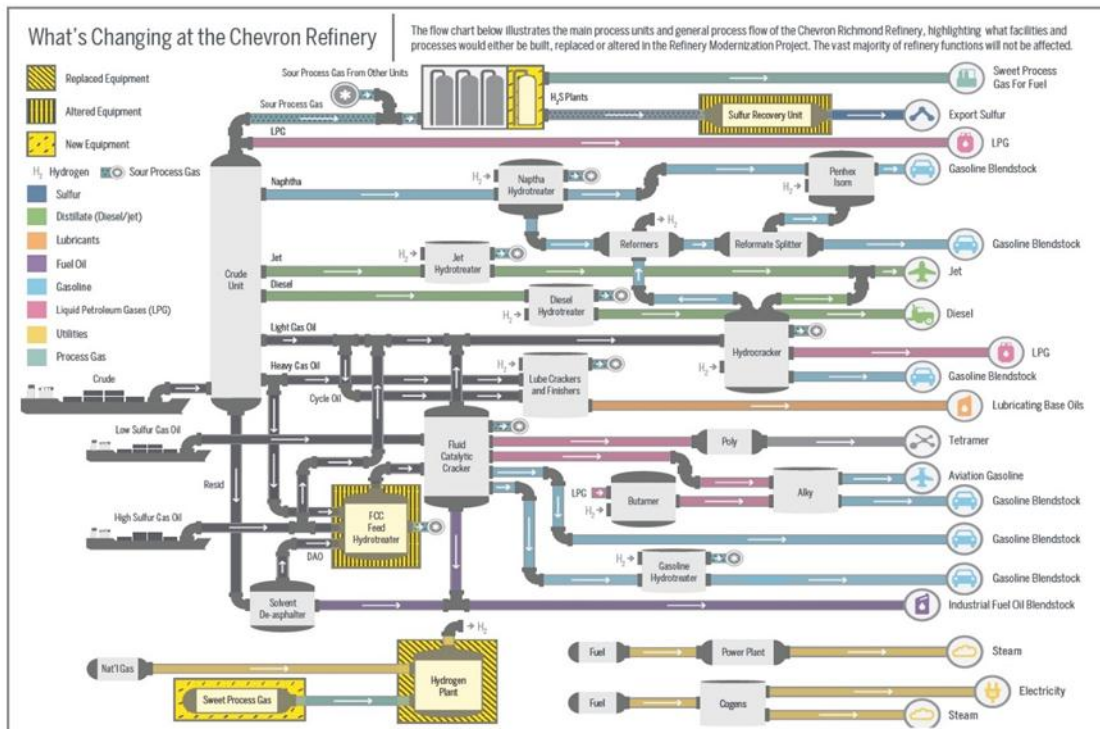 What's Changing at the Chevron Refinery
The flow chart below illustrates the main process units and general process flow of the Chevron Richmond Refinery, highlighting what facilities and
processes would either be built, replaced or altered in the Refinery Modernization Project. The vast majority of refinery functions will not be affected.
Replaced Equipment
Altered Equipment
New Equipment
H₂ Hydrogen
Sour Process Gas
Sulfur
Distillate (Diesel/jet)
Lubricants
Fuel Oil
Gasoline
Liquid Petroleum Gases (LPG)
Utilities
Process Gas
Sour Process Gas From Other Units
Sour Process Gas
H₂S Plants
Sweet Process
Gas For Fuel
Sulfur Recovery Unit
Export Sulfur
LPG
LPG
Naphtha
H₂
Naptha
Hydrotreater
H₂
Penhex
Isom
Gasoline Blendstock
H₂
Reformers
Reformate Splitter
Gasoline Blendstock
Crude
Unit
Jet
H₂
Jet
Hydrotreater
Jet
Diesel
H₂
Diesel
Hydrotreater
Diesel
Light Gas Oil
H₂
Hydrocracker
LPG
Gasoline Blendstock
Heavy Gas Oil
H₂
Lube Crackers
and Finishers
Cycle Oil
Lubricating Base Oils
Crude
Low Sulfur Gas Oil
Fluid
Catalytic
Cracker
Poly
Tetramer
Resid
LPG
H₂
Butamer
Alky
Aviation Gasoline
Gasoline Blendstock
High Sulfur Gas Oil
FCC
Feed
Hydrotreater
DAO
Gasoline Blendstock
H₂
Gasoline
Hydrotreater
Gasoline Blendstock
Solvent
De-asphalter
Industrial Fuel Oil Blendstock
H₂
Nat'l Gas
Hydrogen
Plant
Sweet Process Gas
Fuel
Power Plant
Steam
Fuel
Cogens
Electricity
Steam